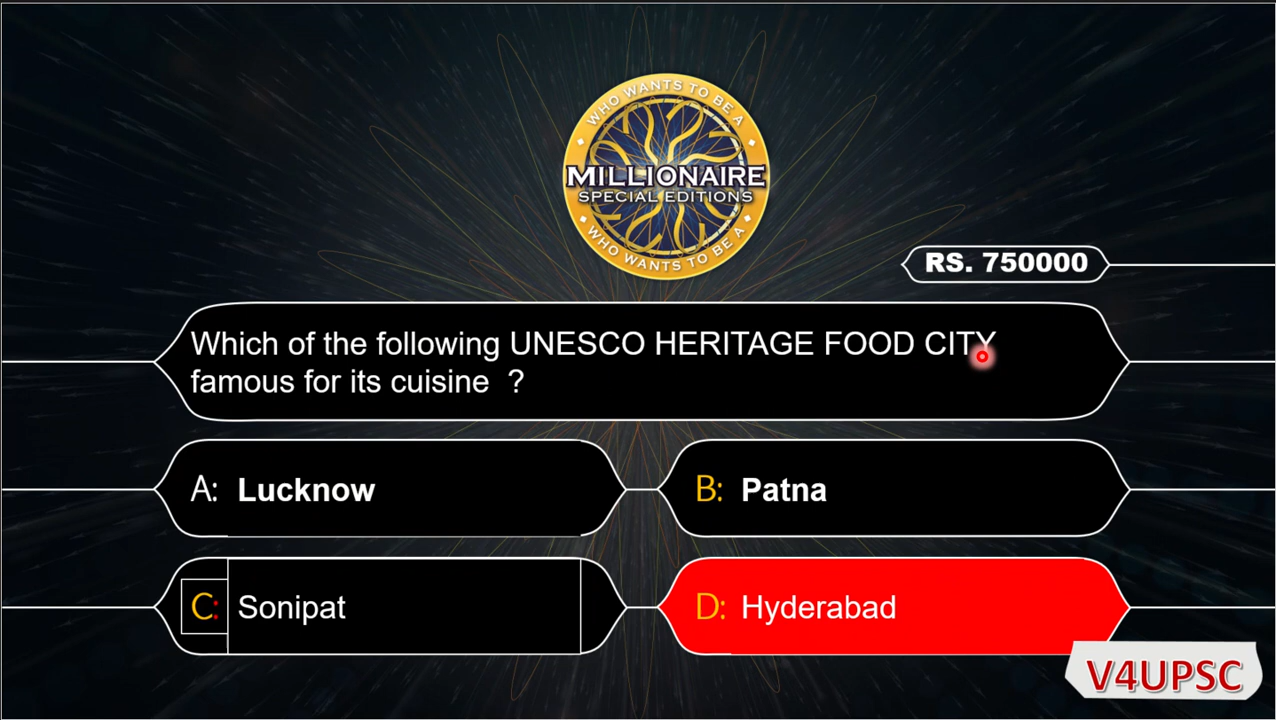 WHO WANTS TO BE A
MILLIONAIRE
SPECIAL EDITIONS
WHO WANTS TO BE A
RS. 750000
Which of the following UNESCO HERITAGE FOOD CITY
famous for its cuisine ?
A: Lucknow
B: Patna
C: Sonipat
D: Hyderabad
V4UPSC